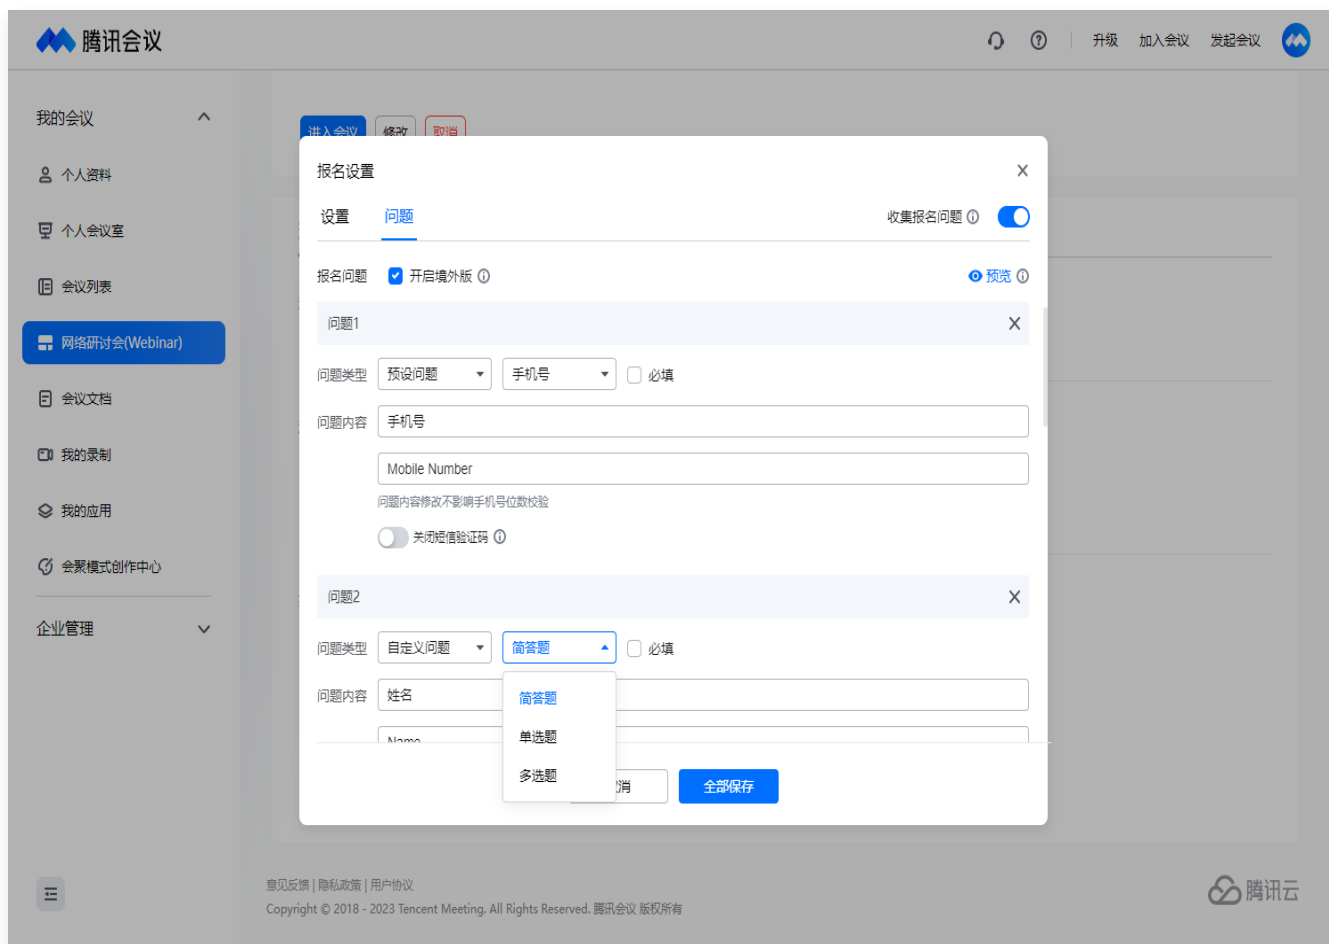 腾讯会议
升级 加入会议 发起会议
我的会议
个人资料
个人会议室
会议列表
网络研讨会(Webinar)
会议文档
我的录制
我的应用
会聚模式创作中心
企业管理
进入会议 修改 取消
报名设置
设置 问题 收集报名问题
报名问题 开启境外版 预览
问题1
问题类型 预设问题 手机号 必填
问题内容 手机号
Mobile Number
问题内容修改不影响手机号位数校验
关闭短信验证码
问题2
问题类型 自定义问题 简答题 必填
问题内容 姓名
Name
简答题
单选题
多选题
消 全部保存
意见反馈 | 隐私政策 | 用户协议
Copyright © 2018 - 2023 Tencent Meeting. All Rights Reserved. 腾讯会议 版权所有
腾讯云